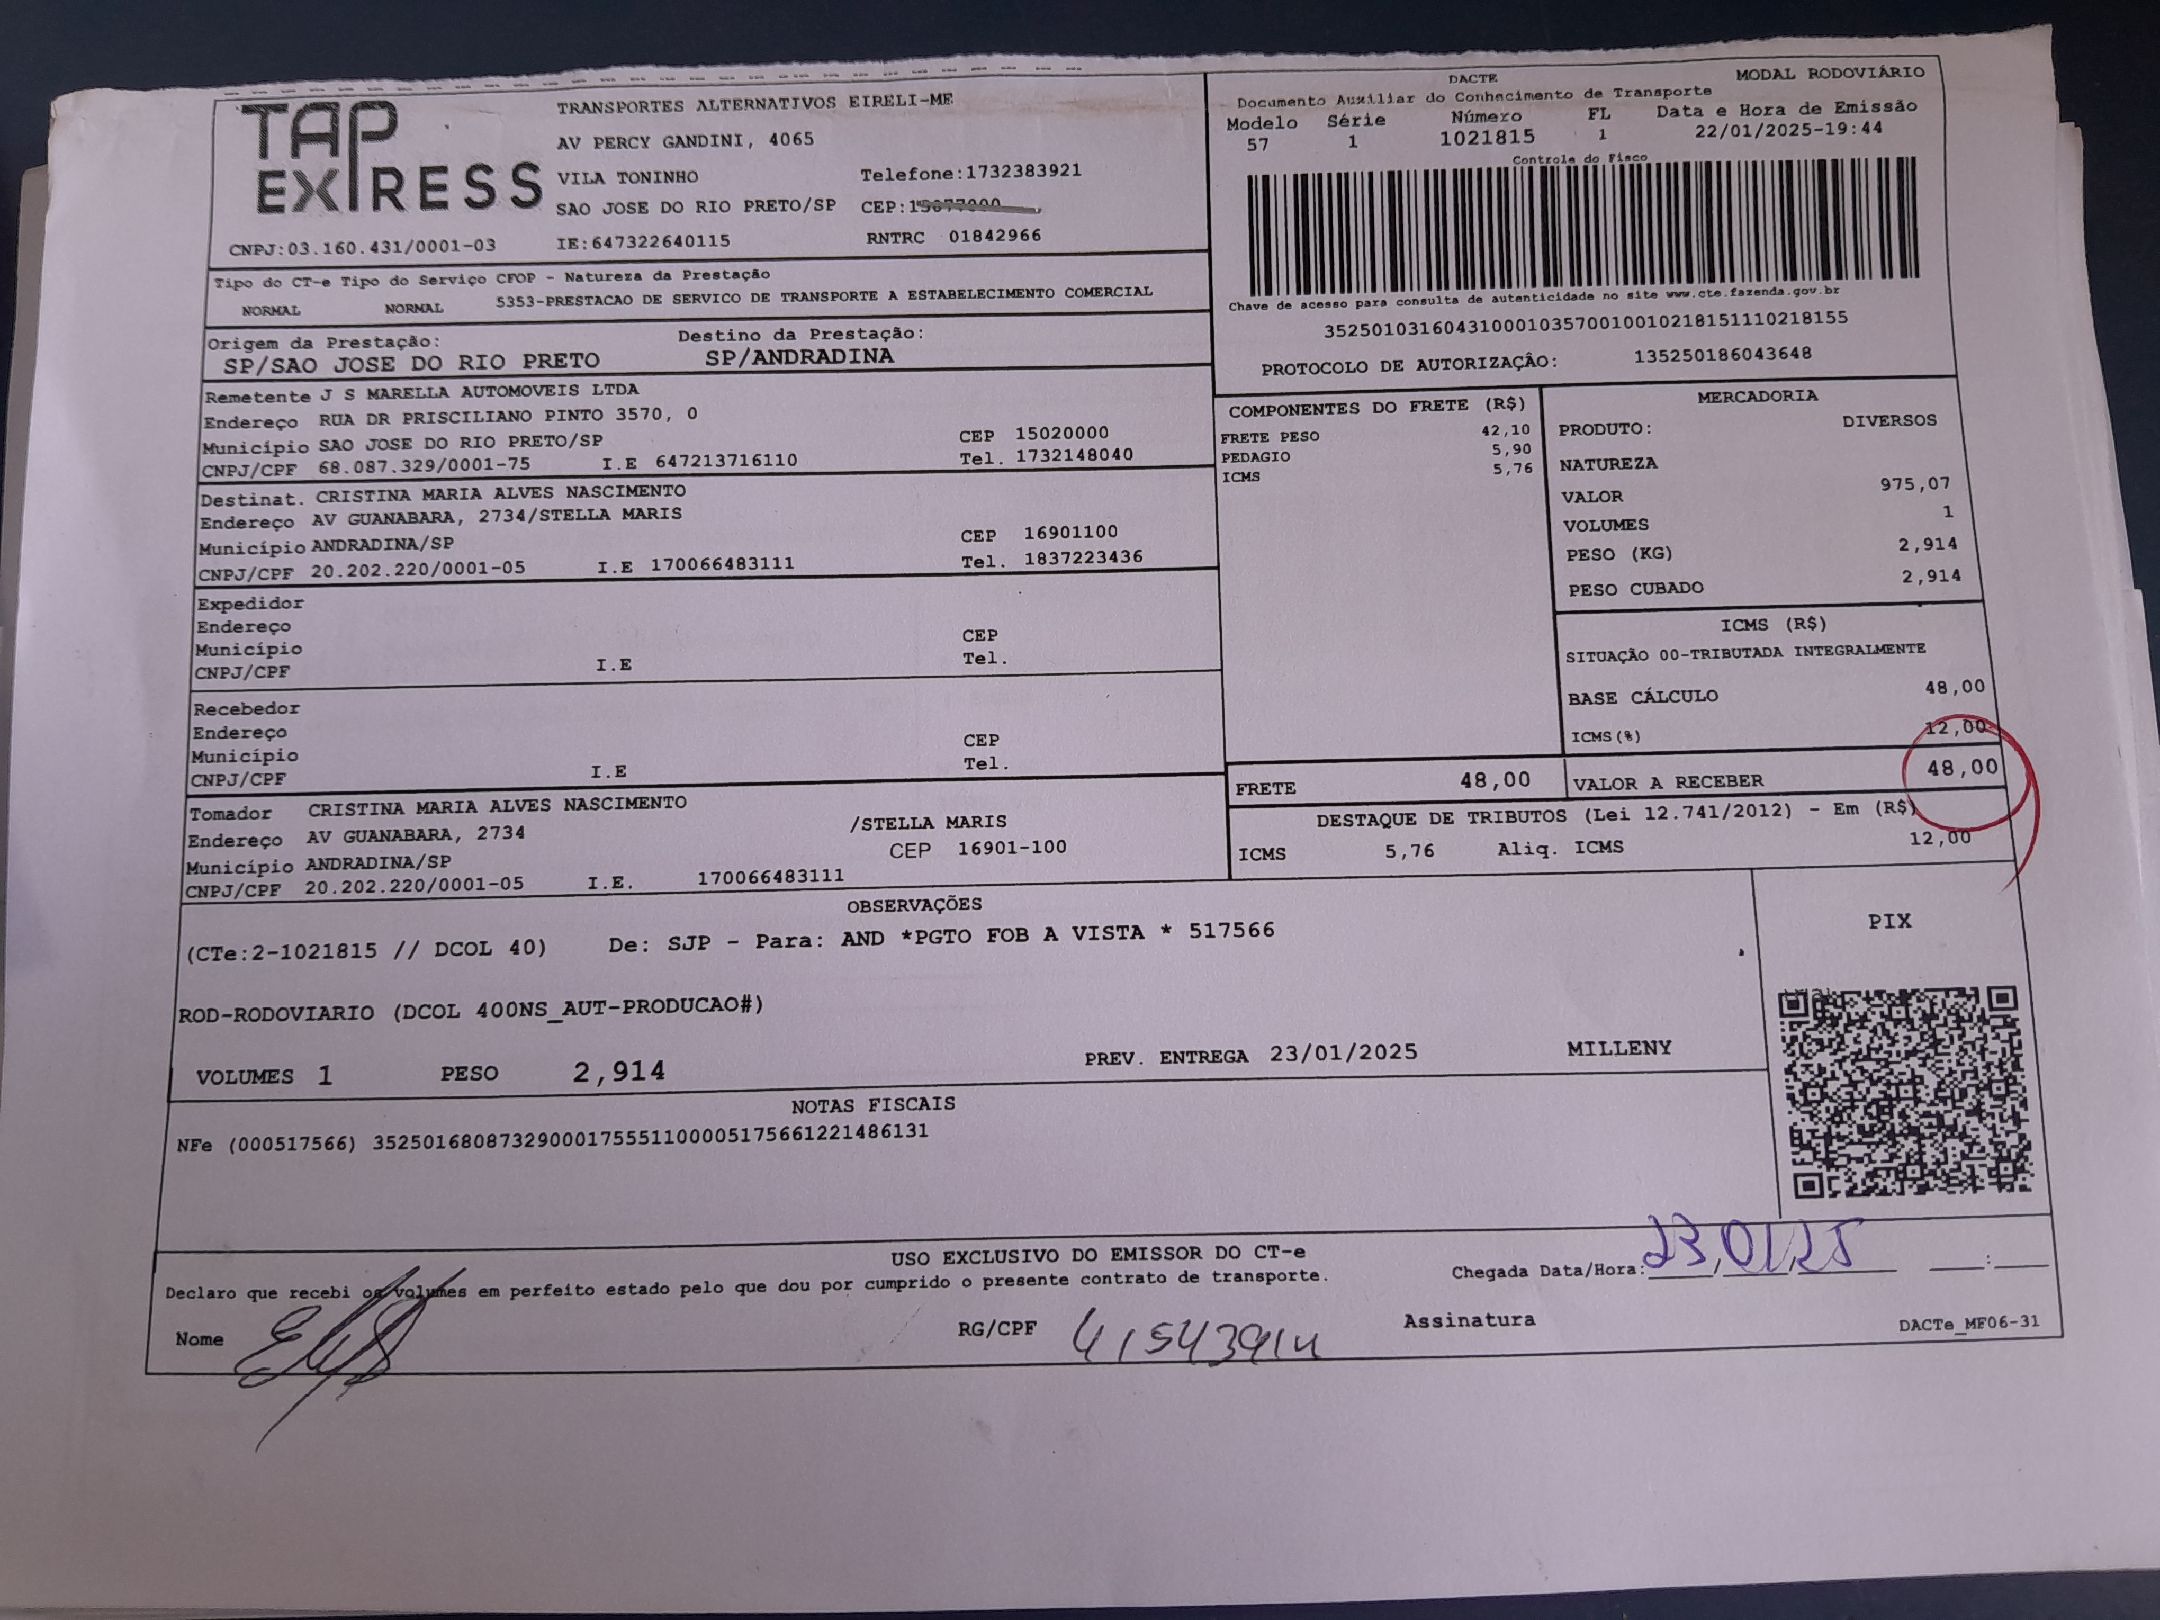 TAP EXPRESS
TRANSPORTES ALTERNATIVOS EIRELI-ME
AV PERCY GANDINI, 4065
VILA TONINHO Telefone:1732383921
SAO JOSE DO RIO PRETO/SP CEP:
CNPJ:03.160.431/0001-03 IE:647322640115 RNTRC 01842966
DACTE MODAL RODOVIÁRIO
Documento Auxiliar do Conhecimento de Transporte
Modelo Série Número FL Data e Hora de Emissão
57 1 1021815 1 22/01/2025-19:44
Controle do Fisco
Chave de acesso para consulta de autenticidade no site www.cte.fazenda.gov.br
35250103160431000103570010010218151110218155
PROTOCOLO DE AUTORIZAÇÃO: 135250186043648
Tipo do CT-e Tipo do Serviço CFOP - Natureza da Prestação
NORMAL NORMAL 5353-PRESTACAO DE SERVICO DE TRANSPORTE A ESTABELECIMENTO COMERCIAL
Origem da Prestação: Destino da Prestação:
SP/SAO JOSE DO RIO PRETO SP/ANDRADINA
Remetente J S MARELLA AUTOMOVEIS LTDA
Endereço RUA DR PRISCILIANO PINTO 3570, 0
Município SAO JOSE DO RIO PRETO/SP CEP 15020000
CNPJ/CPF 68.087.329/0001-75 I.E 647213716110 Tel. 1732148040
Destinat. CRISTINA MARIA ALVES NASCIMENTO
Endereço AV GUANABARA, 2734/STELLA MARIS
Município ANDRADINA/SP CEP 16901100
CNPJ/CPF 20.202.220/0001-05 I.E 170066483111 Tel. 1837223436
Expedidor
Endereço
Município CEP
CNPJ/CPF I.E Tel.
Recebedor
Endereço
Município CEP
CNPJ/CPF I.E Tel.
Tomador CRISTINA MARIA ALVES NASCIMENTO
Endereço AV GUANABARA, 2734 /STELLA MARIS
Município ANDRADINA/SP CEP 16901-100
CNPJ/CPF 20.202.220/0001-05 I.E. 170066483111
COMPONENTES DO FRETE (R$)
FRETE PESO 42,10
PEDAGIO 5,90
ICMS 5,76
MERCADORIA
PRODUTO: DIVERSOS
NATUREZA
VALOR 975,07
VOLUMES 1
PESO (KG) 2,914
PESO CUBADO 2,914
ICMS (R$)
SITUAÇÃO 00-TRIBUTADA INTEGRALMENTE
BASE CÁLCULO 48,00
ICMS(%) 12,00
FRETE 48,00 VALOR A RECEBER 48,00
DESTAQUE DE TRIBUTOS (Lei 12.741/2012) - Em (R$)
ICMS 5,76 Aliq. ICMS 12,00
OBSERVAÇÕES
(CTe:2-1021815 // DCOL 40) De: SJP - Para: AND *PGTO FOB A VISTA * 517566
ROD-RODOVIARIO (DCOL 400NS_AUT-PRODUCAO#)
VOLUMES 1 PESO 2,914 PREV. ENTREGA 23/01/2025 MILLENY
PIX
NOTAS FISCAIS
NFe (000517566) 35250168087329000175551100005175661221486131
USO EXCLUSIVO DO EMISSOR DO CT-e
Declaro que recebi os volumes em perfeito estado pelo que dou por cumprido o presente contrato de transporte.
Chegada Data/Hora: 23,01,25 :
Nome RG/CPF Assinatura DACTe_MF06-31